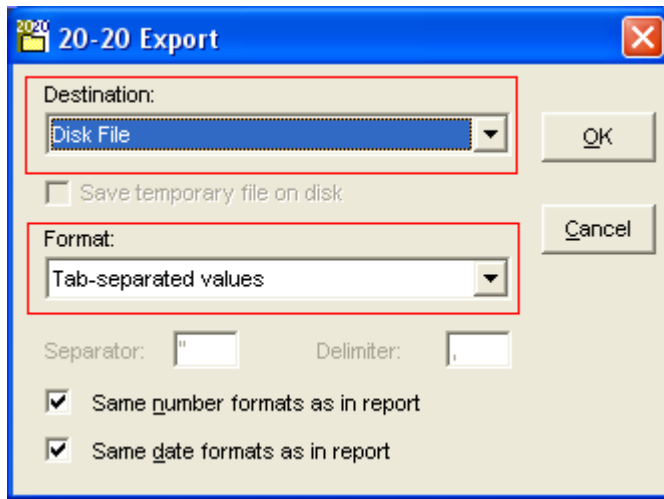 2020
20-20 Export
Destination:
Disk File
OK
Save temporary file on disk
Cancel
Format:
Tab-separated values
Separator: " Delimiter: ,
Same number formats as in report
Same date formats as in report